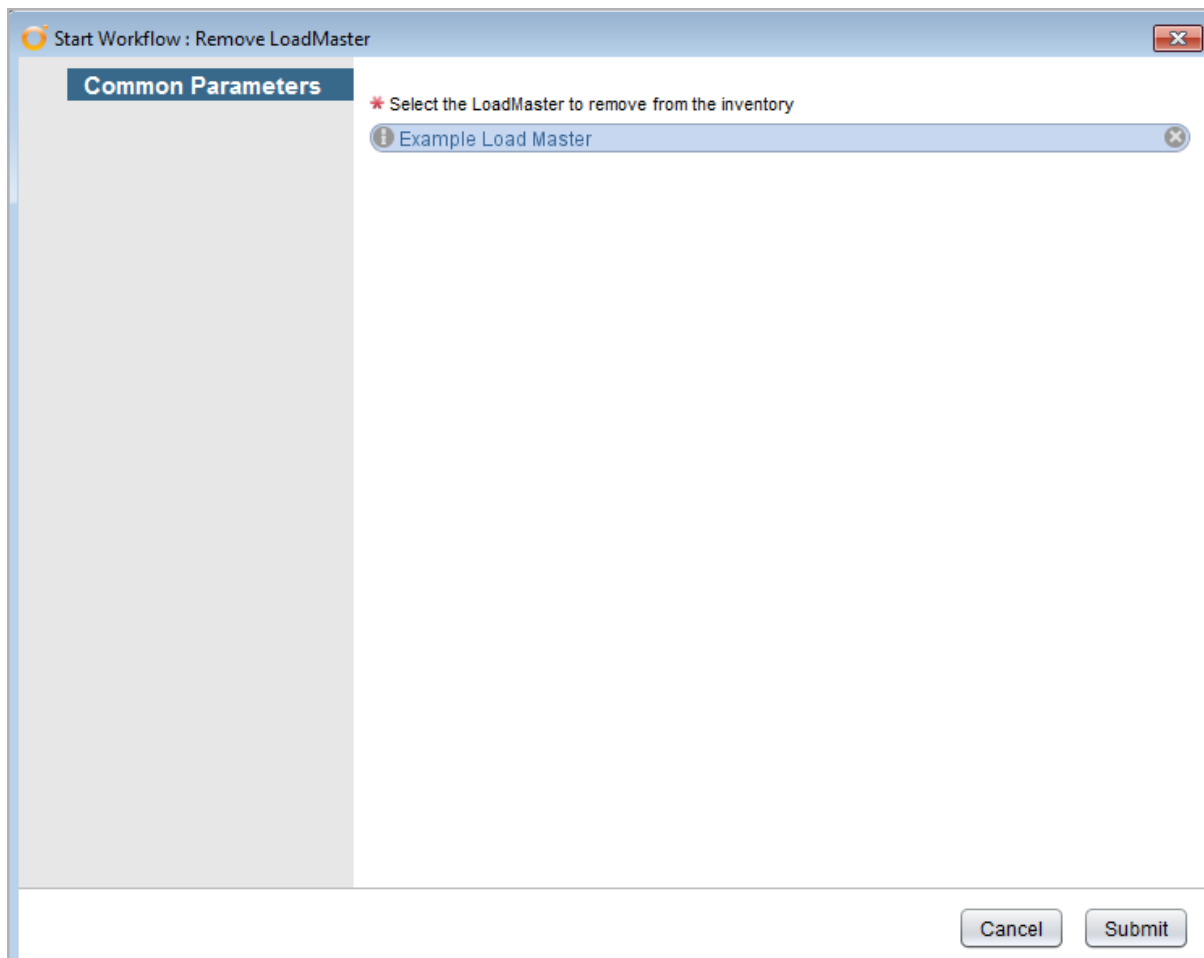 Start Workflow : Remove LoadMaster
Common Parameters
* Select the LoadMaster to remove from the inventory
Example Load Master
Cancel
Submit